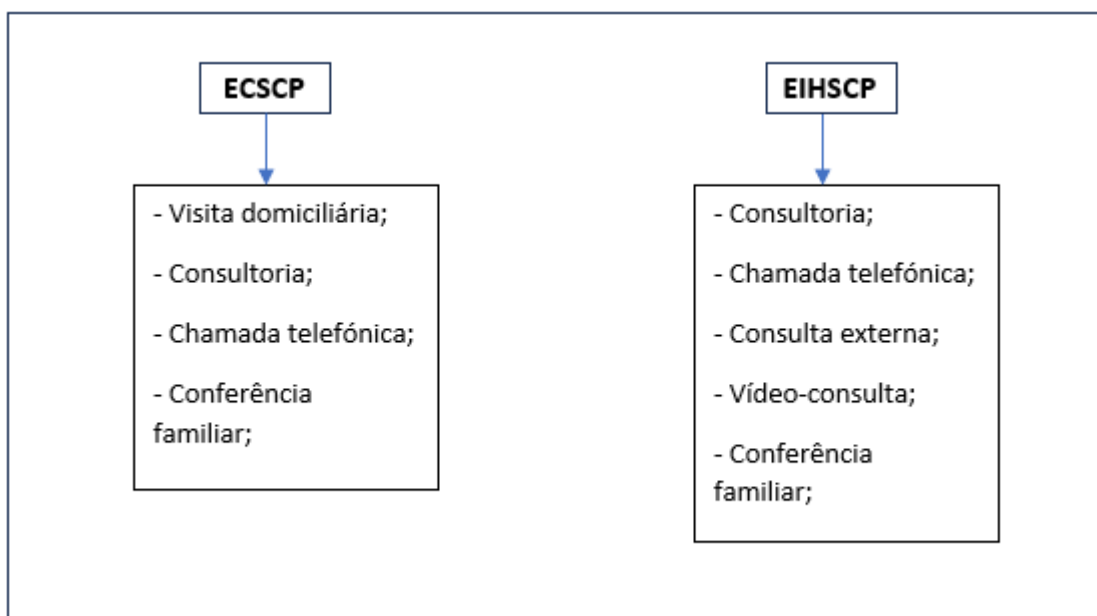 ECSCP
- Visita domiciliária;
- Consultoria;
- Chamada telefónica;
- Conferência
familiar;
EIHSCP
- Consultoria;
- Chamada telefónica;
- Consulta externa;
- Vídeo-consulta;
- Conferência
familiar;